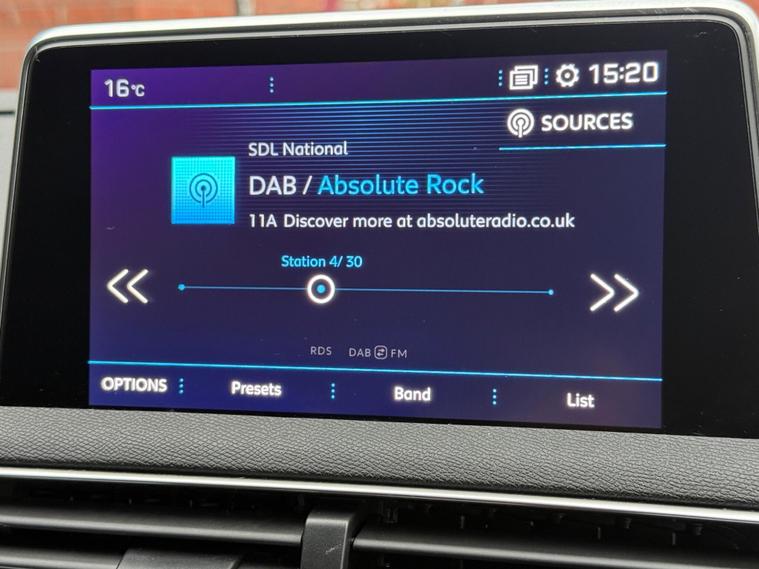 16°C
15:20
SOURCES
SDL National
DAB / Absolute Rock
11A Discover more at absoluteradio.co.uk
Station 4/ 30
RDS DAB FM
OPTIONS Presets Band List